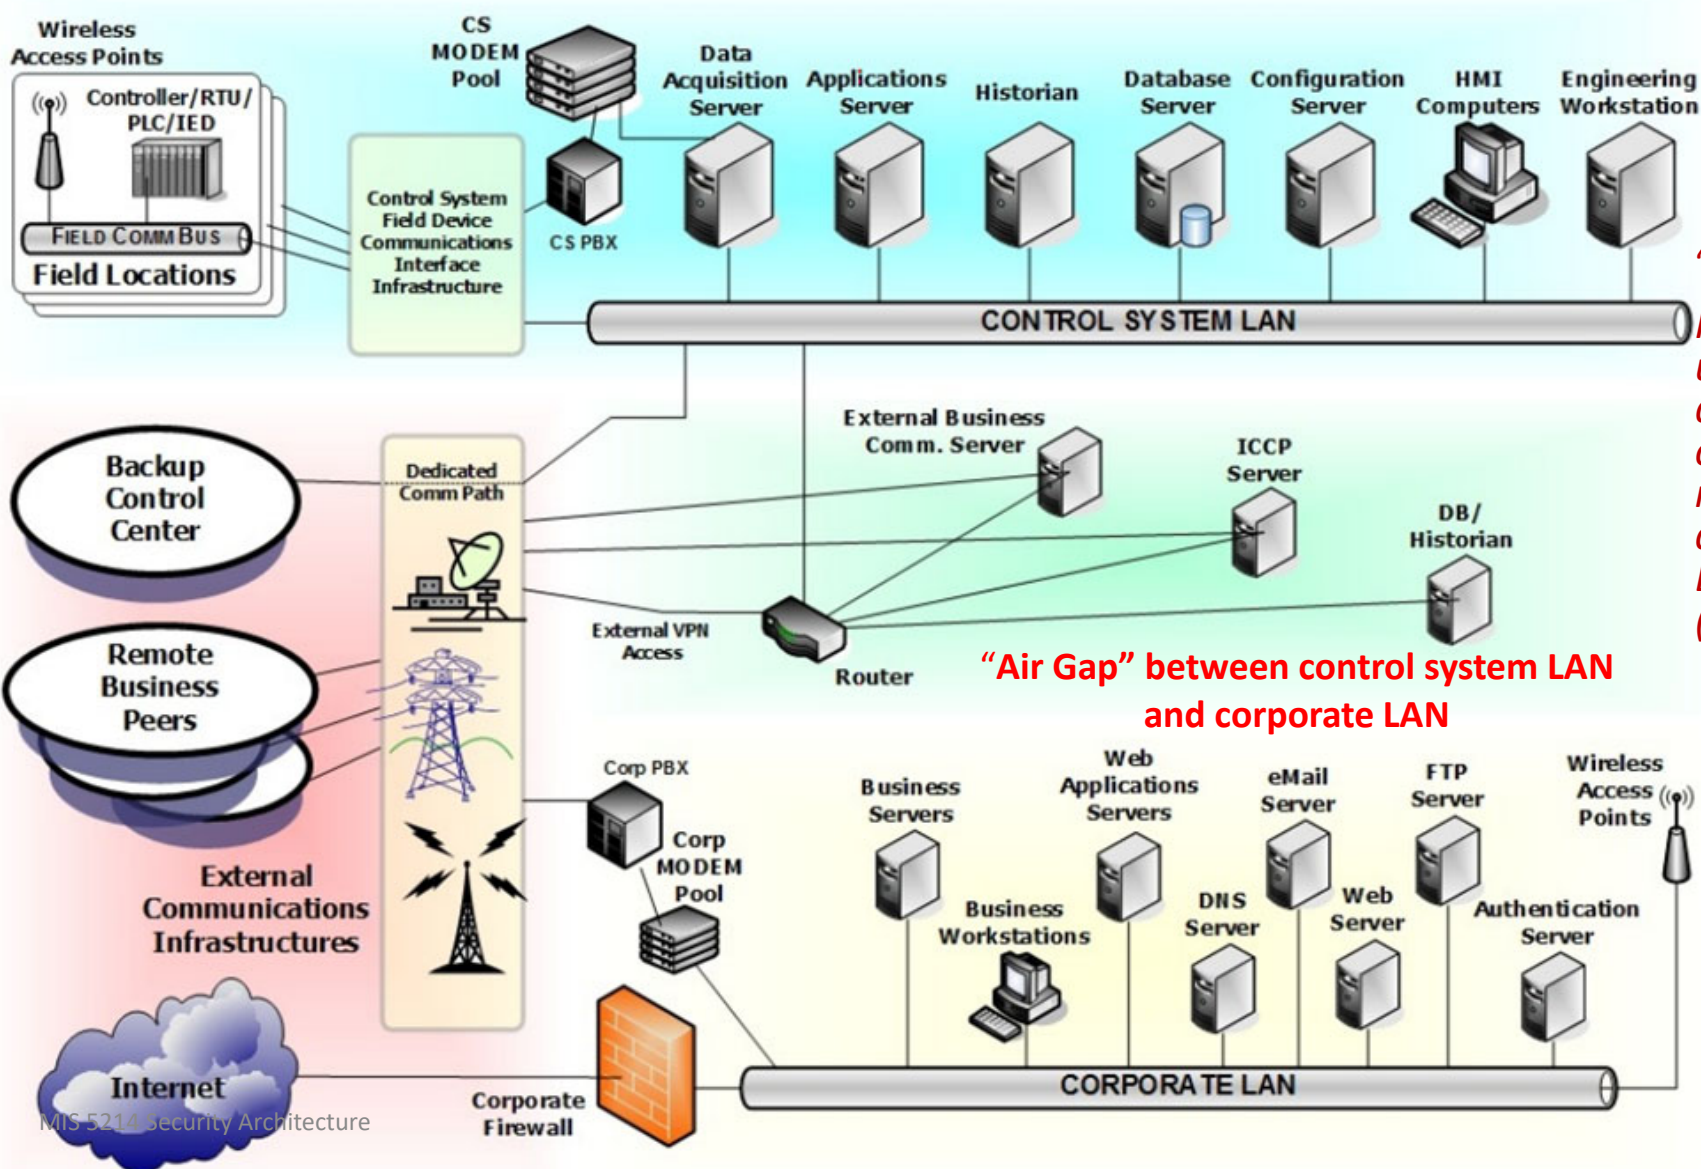 Wireless
Access Points
Controller/RTU/
PLC/IED
FIELD COMM BUS
Field Locations
Control System
Field Device
Communications
Interface
Infrastructure
CS
MODEM
Pool
CS PBX
Data
Acquisition
Server
Applications
Server
Historian
Database
Server
Configuration
Server
HMI
Computers
Engineering
Workstation
CONTROL SYSTEM LAN
Backup
Control
Center
Dedicated
Comm Path
External Business
Comm. Server
ICCP
Server
DB/
Historian
External VPN
Access
Router
“Air Gap” between control system LAN
and corporate LAN
Remote
Business
Peers
External
Communications
Infrastructures
Corp PBX
Corp
MODEM
Pool
Business
Servers
Business
Workstations
Web
Applications
Servers
DNS
Server
eMail
Server
Web
Server
FTP
Server
Authentication
Server
Wireless
Access
Points
Internet
Corporate
Firewall
CORPORATE LAN
MIS 5214 Security Architecture